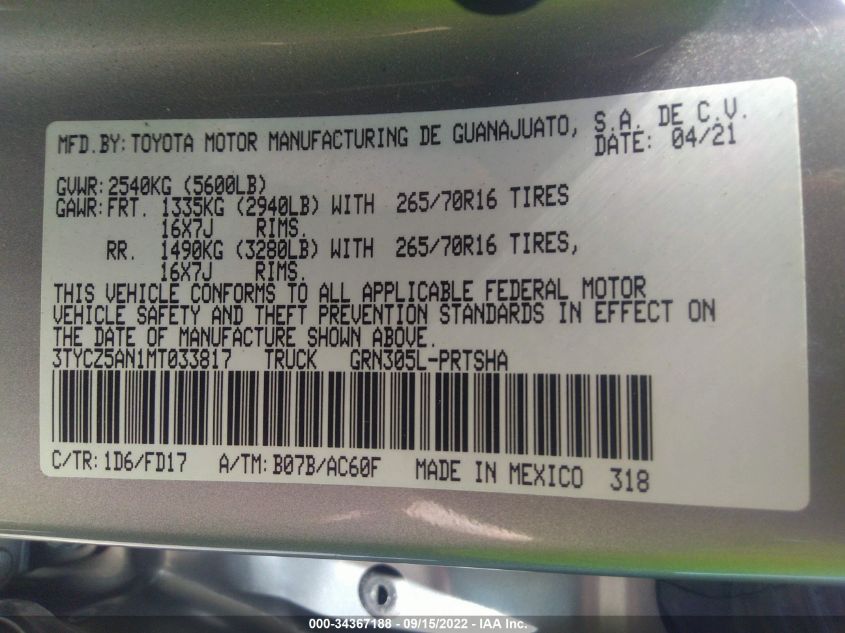 MFD.BY: TOYOTA MOTOR MANUFACTURING DE GUANAJUATO, S.A. DE C.V.
DATE: 04/21
GVWR: 2540KG (5600LB)
GAWR: FRT. 1335KG (2940LB) WITH 265/70R16 TIRES
16X7J RIMS.
RR. 1490KG (3280LB) WITH 265/70R16 TIRES,
16X7J RIMS.
THIS VEHICLE CONFORMS TO ALL APPLICABLE FEDERAL MOTOR
VEHICLE SAFETY AND THEFT PREVENTION STANDARDS IN EFFECT ON
THE DATE OF MANUFACTURE SHOWN ABOVE.
3TYCZ5AN1MT033817 TRUCK GRN305L-PRTSHA
C/TR: 1D6/FD17 A/TM: B07B/AC60F MADE IN MEXICO 318
000-34367188 - 09/15/2022 - IAA Inc.